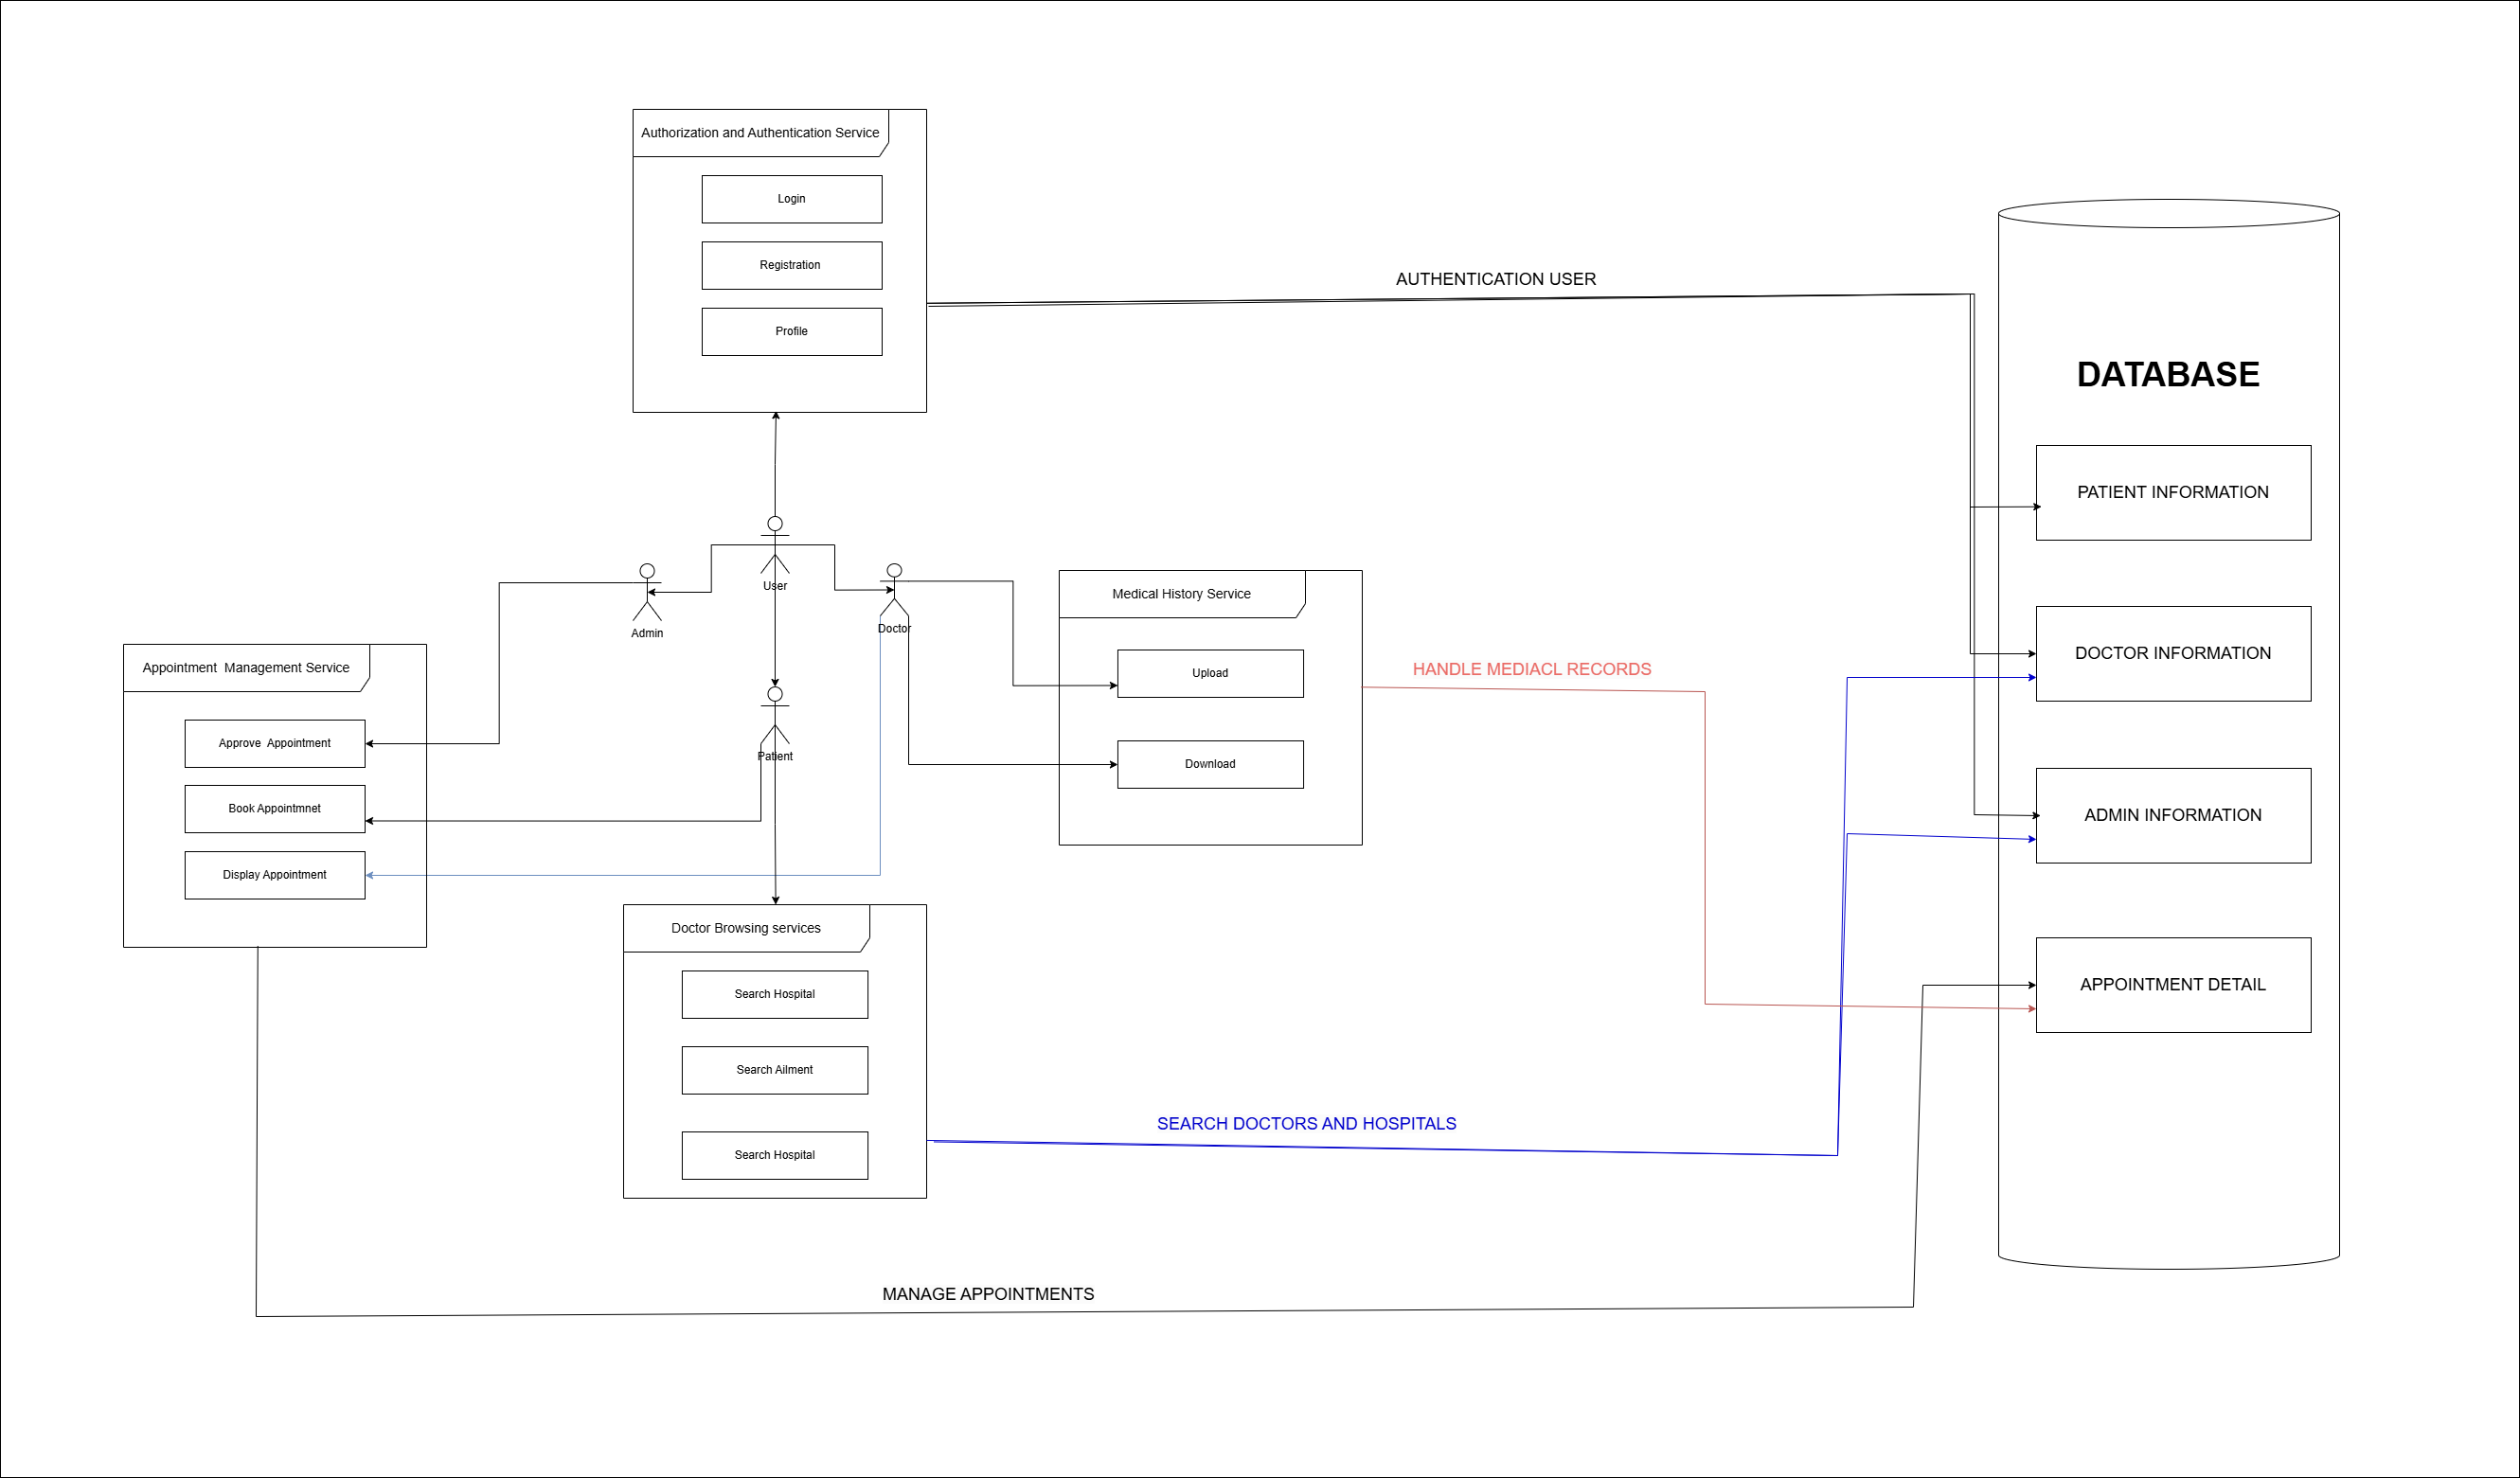 Authorization and Authentication Service
Login
Registration
Profile
AUTHENTICATION USER
DATABASE
PATIENT INFORMATION
DOCTOR INFORMATION
ADMIN INFORMATION
APPOINTMENT DETAIL
User
Admin
Doctor
Patient
Medical History Service
Upload
Download
HANDLE MEDIACL RECORDS
Appointment  Management Service
Approve  Appointment
Book Appointmnet
Display Appointment
Doctor Browsing services
Search Hospital
Search Ailment
Search Hospital
SEARCH DOCTORS AND HOSPITALS
MANAGE APPOINTMENTS